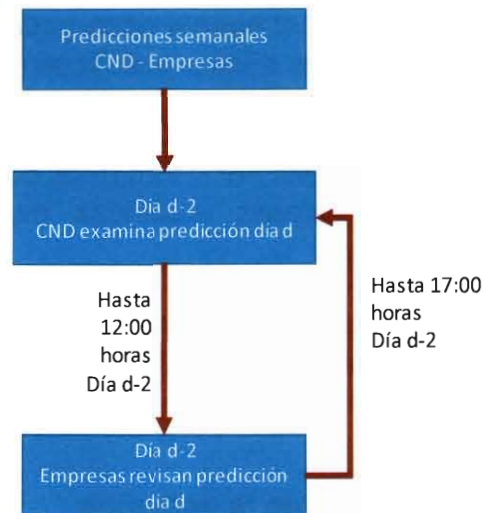 Predicciones semanales
CND - Empresas
Día d-2
CND examina predicción día d
Hasta
12:00
horas
Día d-2
Hasta 17:00
horas
Día d-2
Día d-2
Empresas revisan predicción
día d